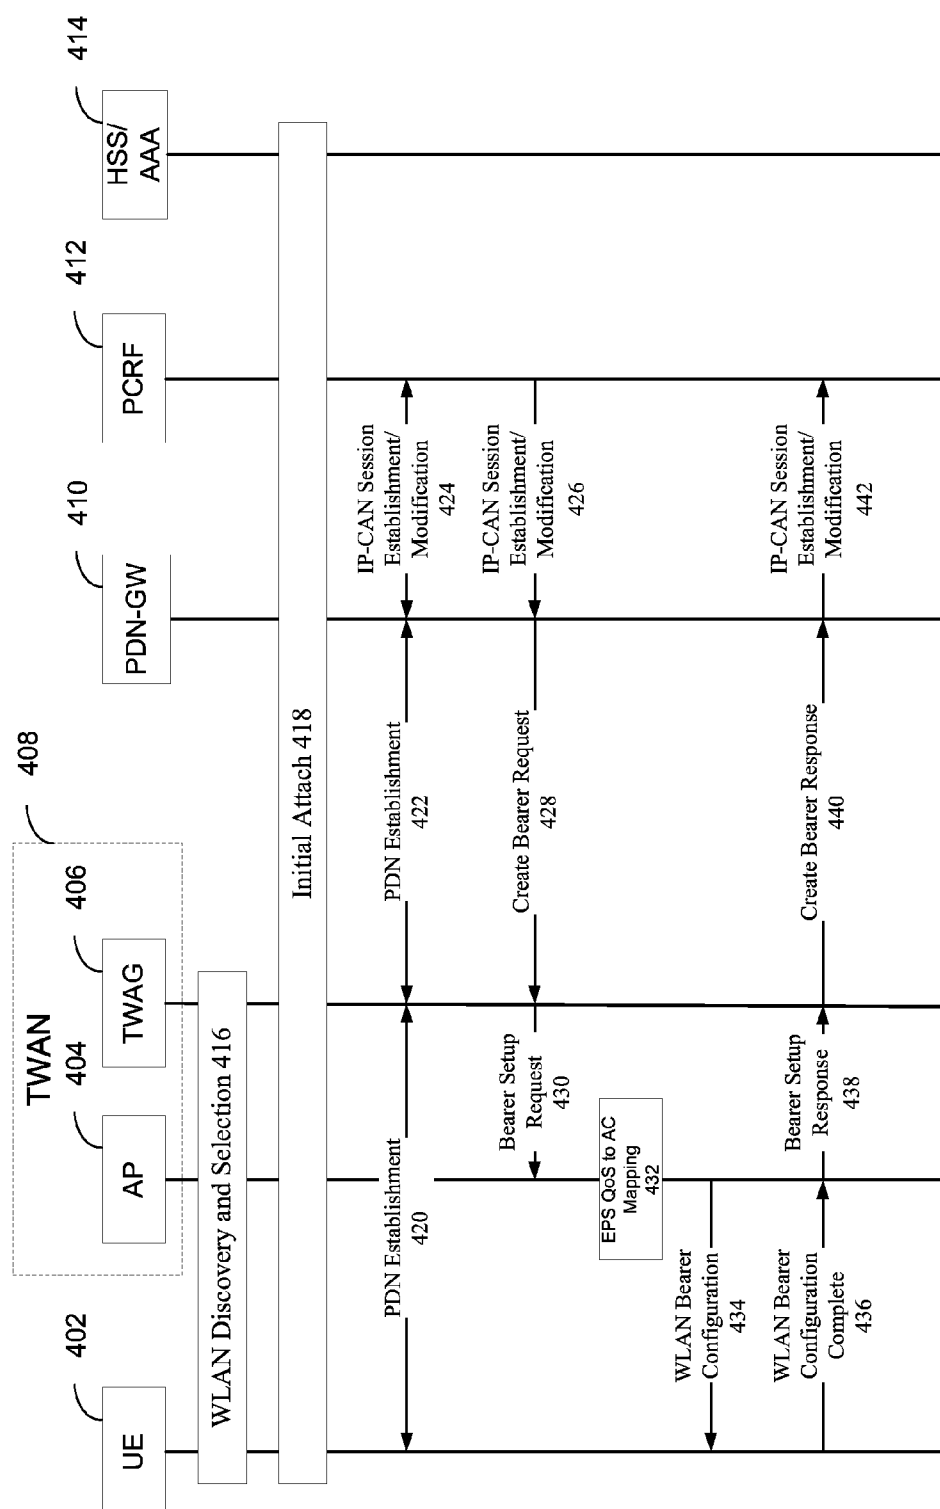 408
TWAN
402
404
406
410
412
414
UE
AP
TWAG
PDN-GW
PCRF
HSS/
AAA
WLAN Discovery and Selection 416
Initial Attach 418
PDN Establishment
420
PDN Establishment
422
IP-CAN Session
Establishment/
Modification
424
IP-CAN Session
Establishment/
Modification
426
Create Bearer Request
428
Bearer Setup
Request
430
EPS QoS to AC
Mapping
432
WLAN Bearer
Configuration
434
WLAN Bearer
Configuration
Complete
436
Bearer Setup
Response
438
Create Bearer Response
440
IP-CAN Session
Establishment/
Modification
442